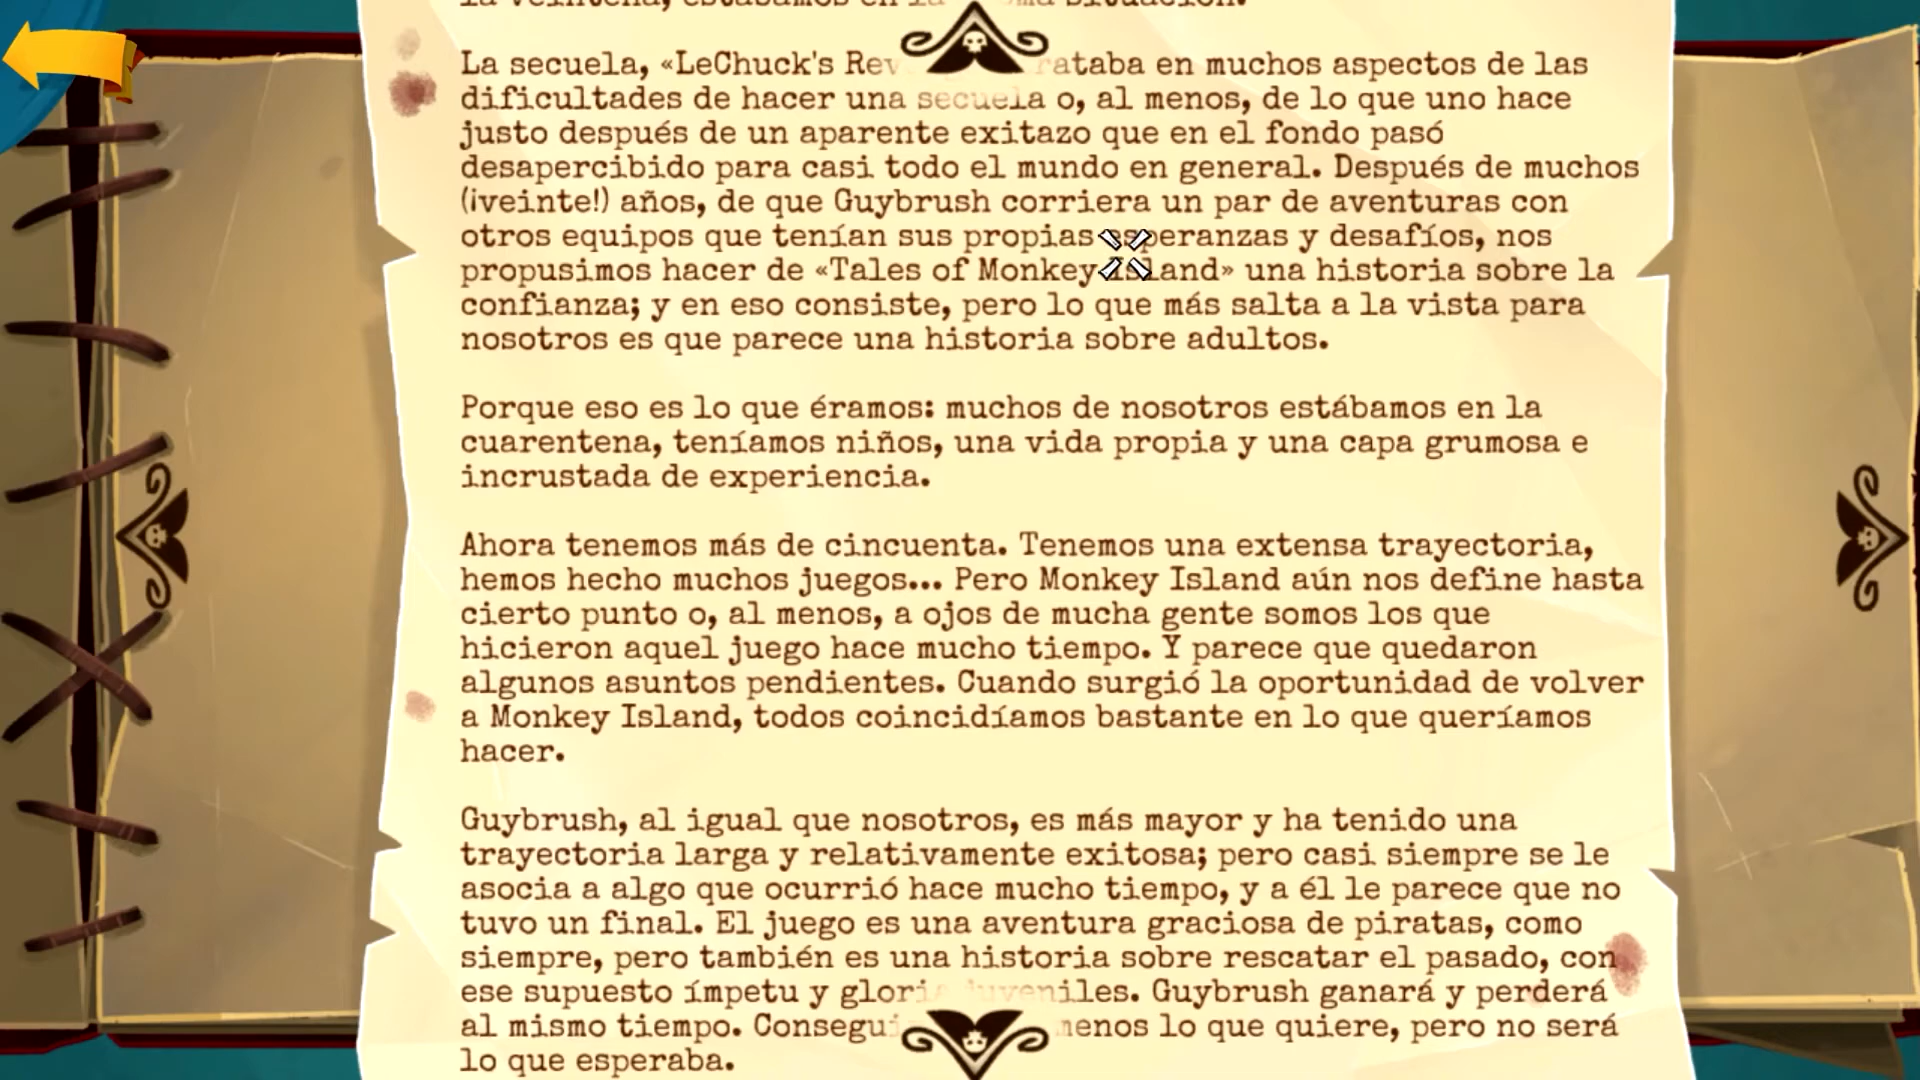 La secuela, «LeChuck's Rev rataba en muchos aspectos de las
dificultades de hacer una secuela o, al menos, de lo que uno hace
justo después de un aparente exitazo que en el fondo pasó
desapercibido para casi todo el mundo en general. Después de muchos
(¡veinte!) años, de que Guybrush corriera un par de aventuras con
otros equipos que tenían sus propias esperanzas y desafíos, nos
propusimos hacer de «Tales of Monkey Island» una historia sobre la
confianza; y en eso consiste, pero lo que más salta a la vista para
nosotros es que parece una historia sobre adultos.
Porque eso es lo que éramos: muchos de nosotros estábamos en la
cuarentena, teníamos niños, una vida propia y una capa grumosa e
incrustada de experiencia.
Ahora tenemos más de cincuenta. Tenemos una extensa trayectoria,
hemos hecho muchos juegos... Pero Monkey Island aún nos define hasta
cierto punto o, al menos, a ojos de mucha gente somos los que
hicieron aquel juego hace mucho tiempo. Y parece que quedaron
algunos asuntos pendientes. Cuando surgió la oportunidad de volver
a Monkey Island, todos coincidíamos bastante en lo que queríamos
hacer.
Guybrush, al igual que nosotros, es más mayor y ha tenido una
trayectoria larga y relativamente exitosa; pero casi siempre se le
asocia a algo que ocurrió hace mucho tiempo, y a él le parece que no
tuvo un final. El juego es una aventura graciosa de piratas, como
siempre, pero también es una historia sobre rescatar el pasado, con
ese supuesto ímpetu y gloria juveniles. Guybrush ganará y perderá
al mismo tiempo. Consegui menos lo que quiere, pero no será
lo que esperaba.